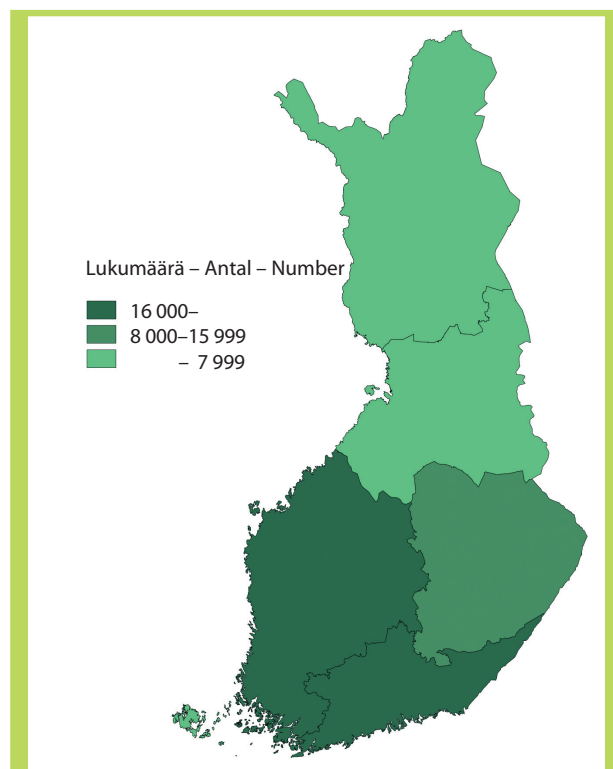 Lukumäärä – Antal – Number
16 000–
8 000–15 999
– 7 999